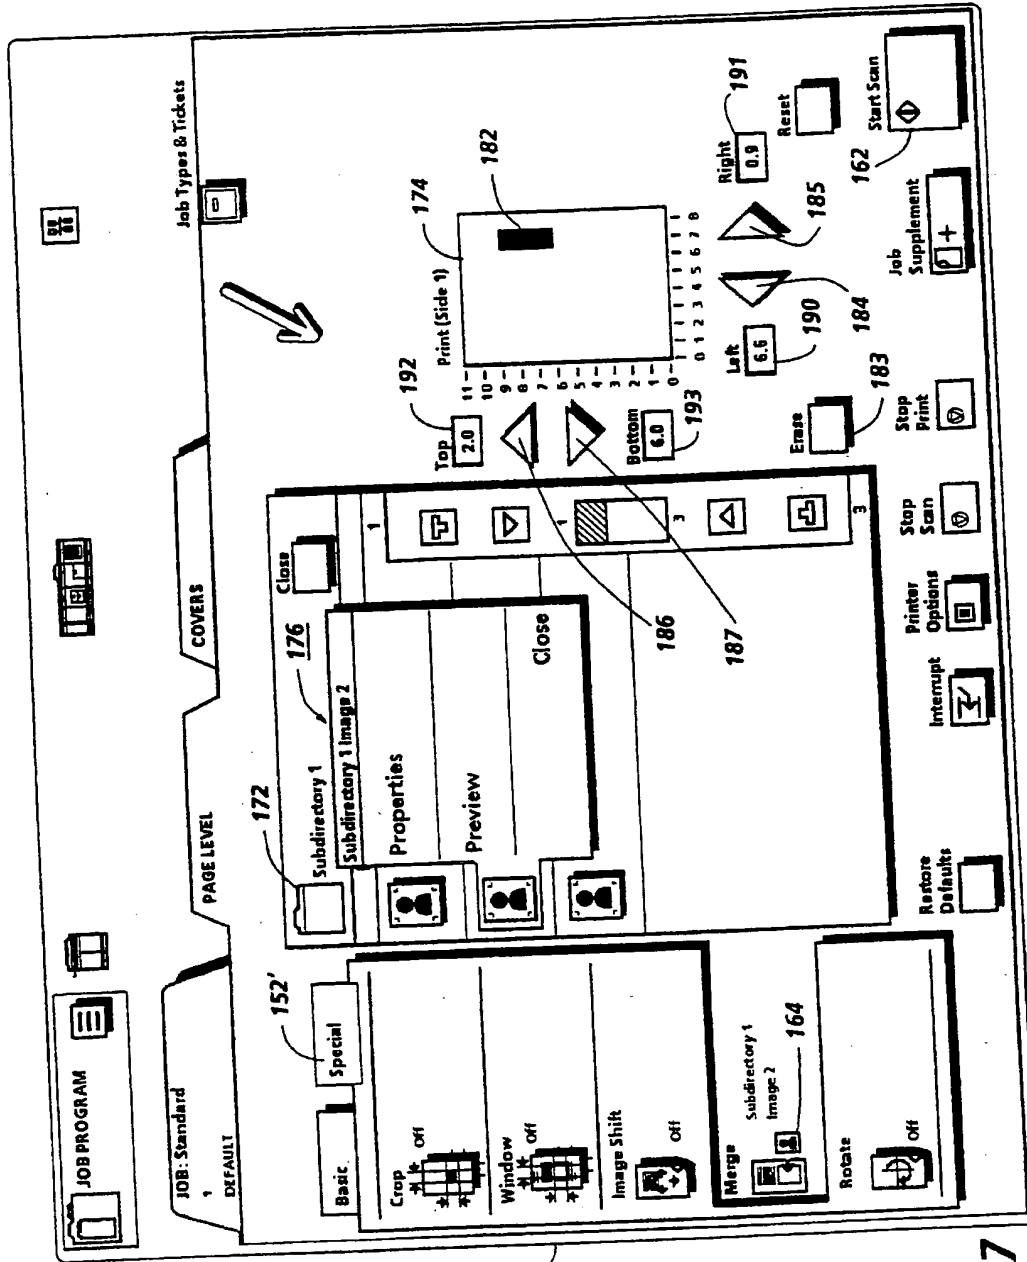 JOB PROGRAM
JOB: Standard
1
DEFAULT
PAGE LEVEL
COVERS
Job Types & Tickets
Basic
Special
152'
Crop
Off
Window
Off
Image Shift
Off
Merge
Subdirectory 1
Image 2
164
Rotate
Off
172
Subdirectory 1
176
Close
Subdirectory 1 Image 2
Properties
Preview
Close
1
1
3
3
186
187
Top
192
2.0
Bottom
6.0
193
Print (Side 1)
174
182
11
10
9
8
7
6
5
4
3
2
1
0
0 1 2 3 4 5 6 7 8
Left
6.6
190
184
185
Right
191
0.9
Erase
183
Reset
Restore
Defaults
Interrupt
Printer
Options
Stop
Scan
Stop
Print
Job
Supplement
162
Start Scan
7